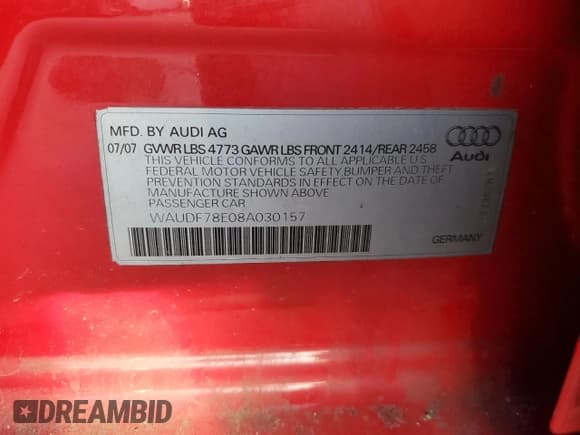 MFD. BY AUDI AG
07/07 GVWR LBS 4773 GAWR LBS FRONT 2414/REAR 2458
THIS VEHICLE CONFORMS TO ALL APPLICABLE U.S.
FEDERAL MOTOR VEHICLE SAFETY BUMPER AND THEFT
PREVENTION STANDARDS IN EFFECT ON THE DATE OF
MANUFACTURE SHOWN ABOVE
PASSENGER CAR
WAUDF78E08A030157
Audi
GERMANY
DREAMBID